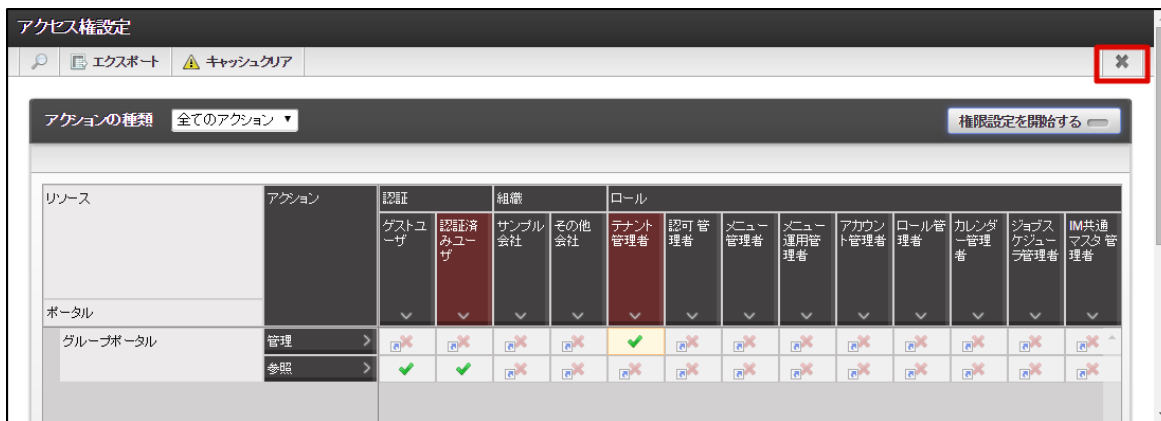 アクセス権設定
エクスポート キャッシュクリア
アクションの種類 全てのアクション 権限設定を開始する
リソース アクション 認証 組織 ロール
ゲストユーザ 認証済みユーザ サンプル会社 その他会社 テナント管理者 認可管理者 メニュー管理者 メニュー運用管理者 アカウント管理者 ロール管理者 カレンダー管理者 ジョブスケジューラ管理者 IM共通マスタ管理者
ポータル
グループポータル 管理
参照